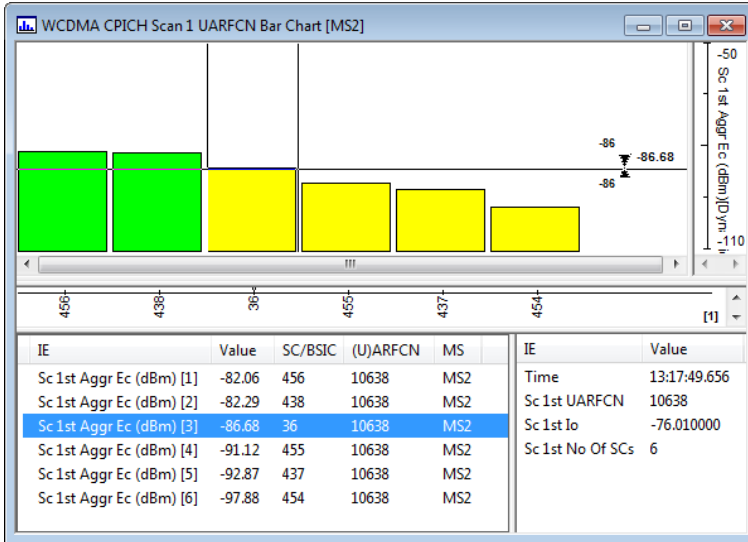 WCDMA CPICH Scan 1 UARFCN Bar Chart [MS2]
-50
Sc 1st Aggr Ec (dBm)[Dyn
-110
-86
-86.68
-86
456
438
36
455
437
454
[1]
IE Value SC/BSIC (U)ARFCN MS
Sc 1st Aggr Ec (dBm) [1] -82.06 456 10638 MS2
Sc 1st Aggr Ec (dBm) [2] -82.29 438 10638 MS2
Sc 1st Aggr Ec (dBm) [3] -86.68 36 10638 MS2
Sc 1st Aggr Ec (dBm) [4] -91.12 455 10638 MS2
Sc 1st Aggr Ec (dBm) [5] -92.87 437 10638 MS2
Sc 1st Aggr Ec (dBm) [6] -97.88 454 10638 MS2
IE Value
Time 13:17:49.656
Sc 1st UARFCN 10638
Sc 1st Io -76.010000
Sc 1st No Of SCs 6